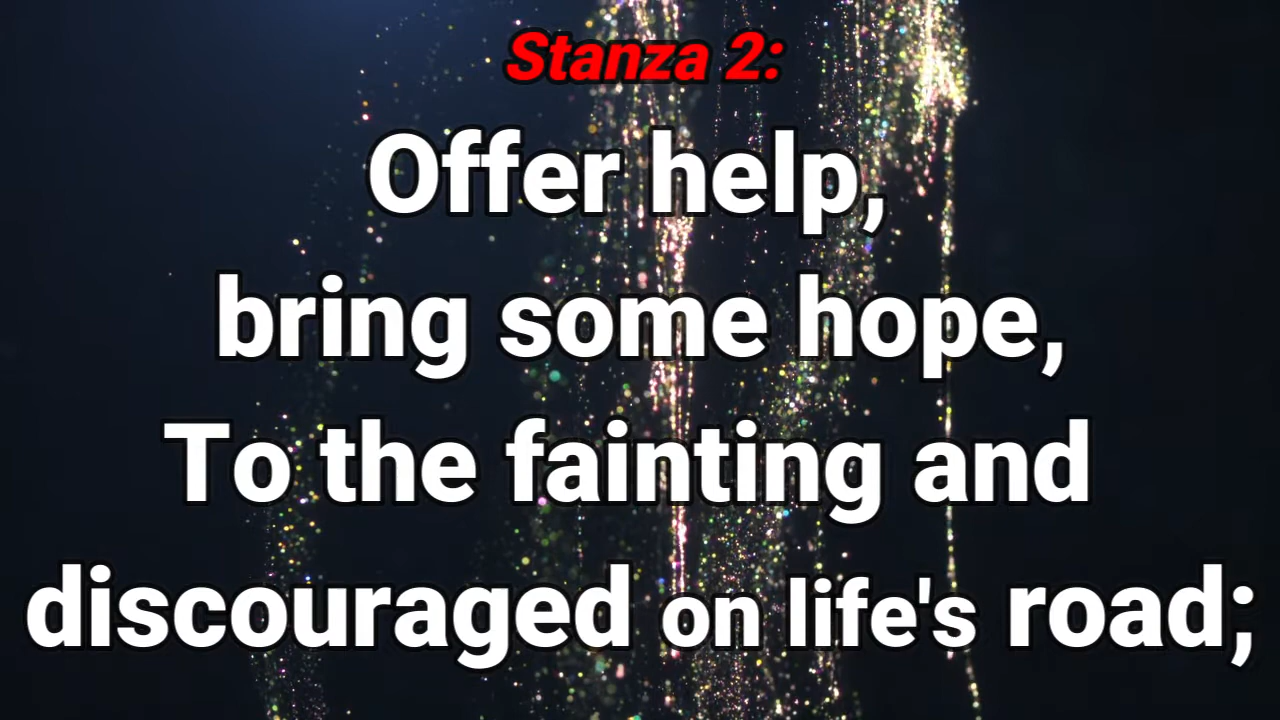 Stanza 2:
Offer help,
bring some hope,
To the fainting and
discouraged on life's road;